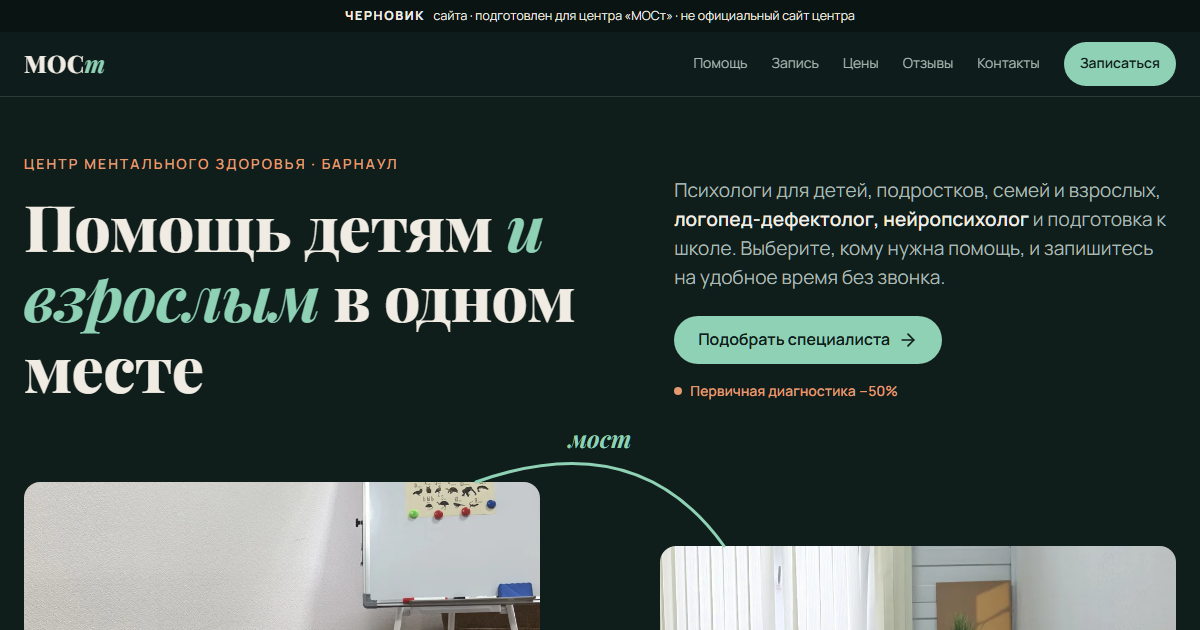 ЧЕРНОВИК сайта · подготовлен для центра «МОСт» · не официальный сайт центра
МОСт
Помощь Запись Цены Отзывы Контакты Записаться
ЦЕНТР МЕНТАЛЬНОГО ЗДОРОВЬЯ · БАРНАУЛ
Помощь детям и
взрослым в одном
месте
Психологи для детей, подростков, семей и взрослых,
логопед-дефектолог, нейропсихолог и подготовка к
школе. Выберите, кому нужна помощь, и запишитесь
на удобное время без звонка.
Подобрать специалиста →
Первичная диагностика −50%
мост